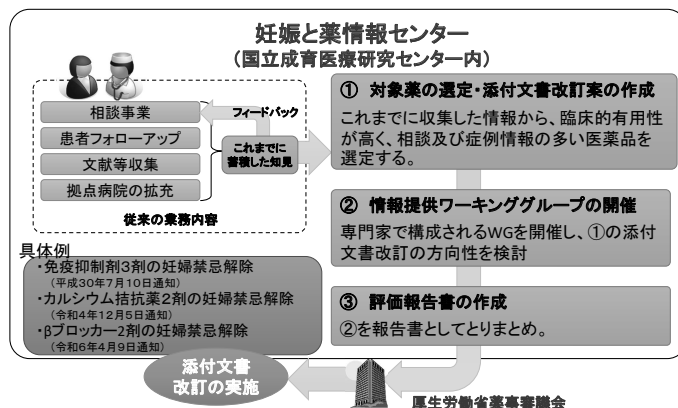 妊娠と薬情報センター
（国立成育医療研究センター内）
相談事業
患者フォローアップ
文献等収集
拠点病院の拡充
従来の業務内容
フィードバック
これまでに
蓄積した知見
① 対象薬の選定・添付文書改訂案の作成
これまでに収集した情報から、臨床的有用性
が高く、相談及び症例情報の多い医薬品を
選定する。
② 情報提供ワーキンググループの開催
専門家で構成されるWGを開催し、①の添付
文書改訂の方向性を検討
③ 評価報告書の作成
②を報告書としてとりまとめ。
具体例
・免疫抑制剤3剤の妊婦禁忌解除
（平成30年7月10日通知）
・カルシウム拮抗薬2剤の妊婦禁忌解除
（令和4年12月5日通知）
・βブロッカー2剤の妊婦禁忌解除
（令和6年4月9日通知）
添付文書
改訂の実施
厚生労働省薬事審議会